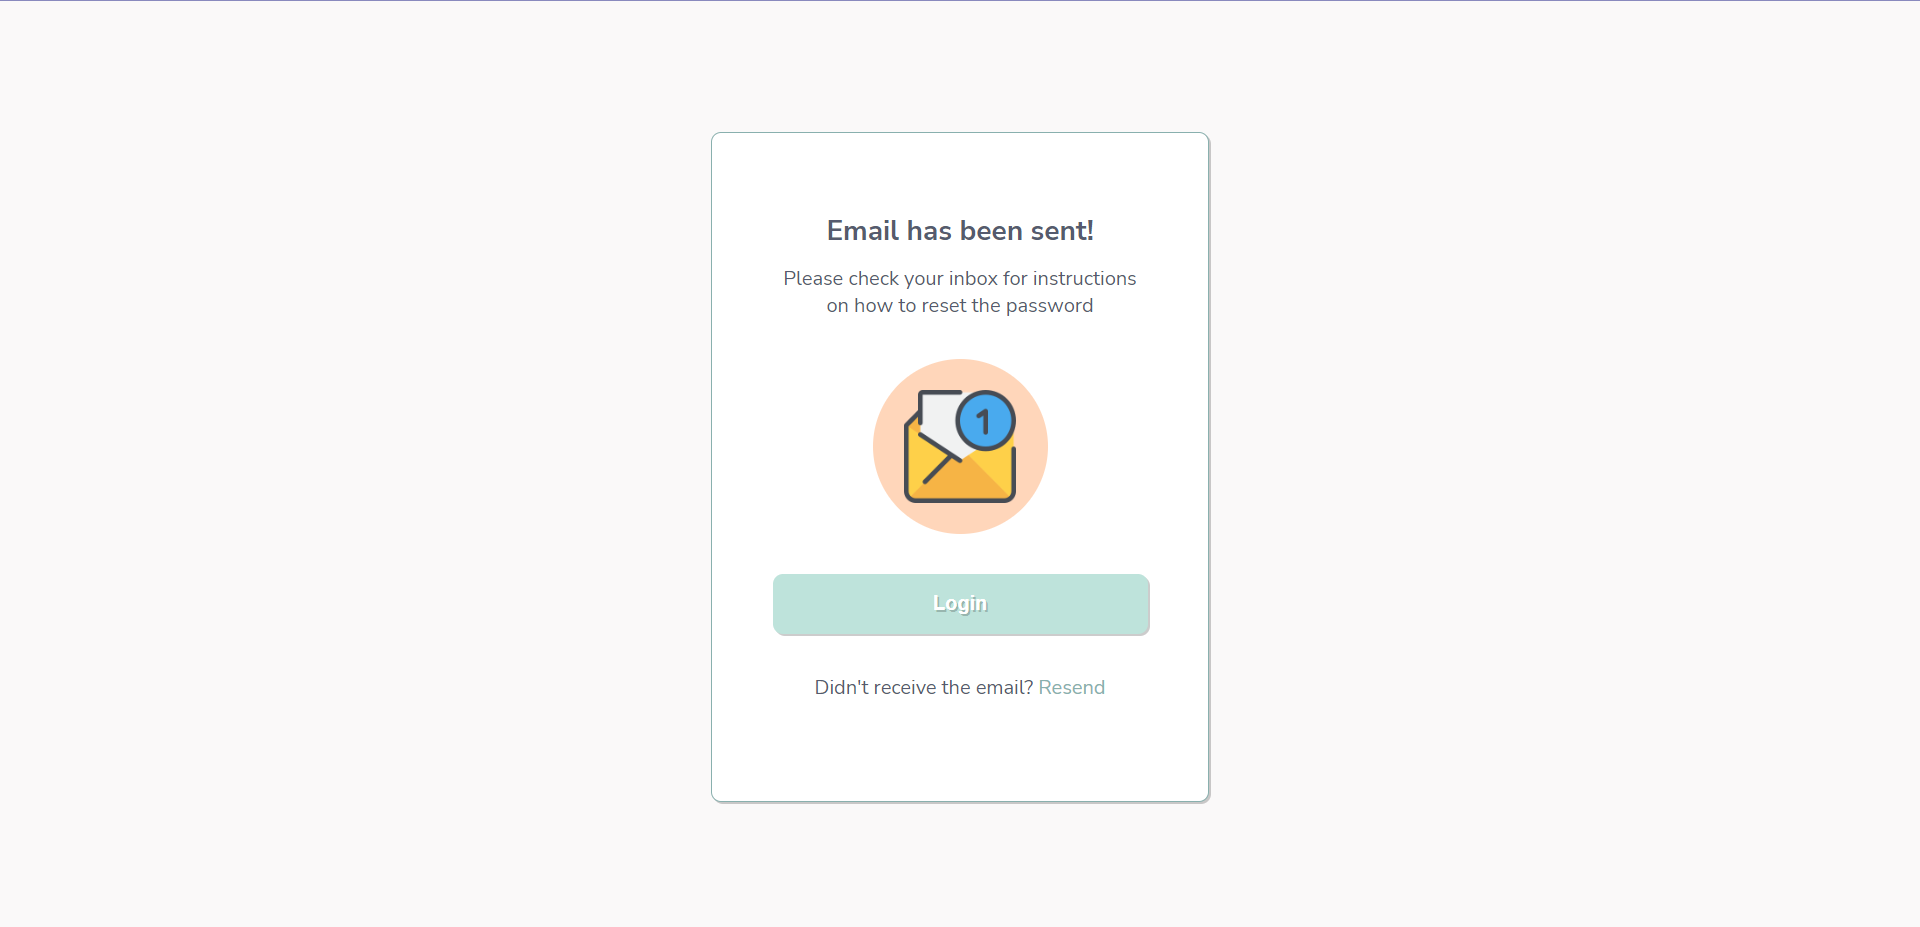 Email has been sent!
Please check your inbox for instructions
on how to reset the password
1
Login
Didn't receive the email? Resend